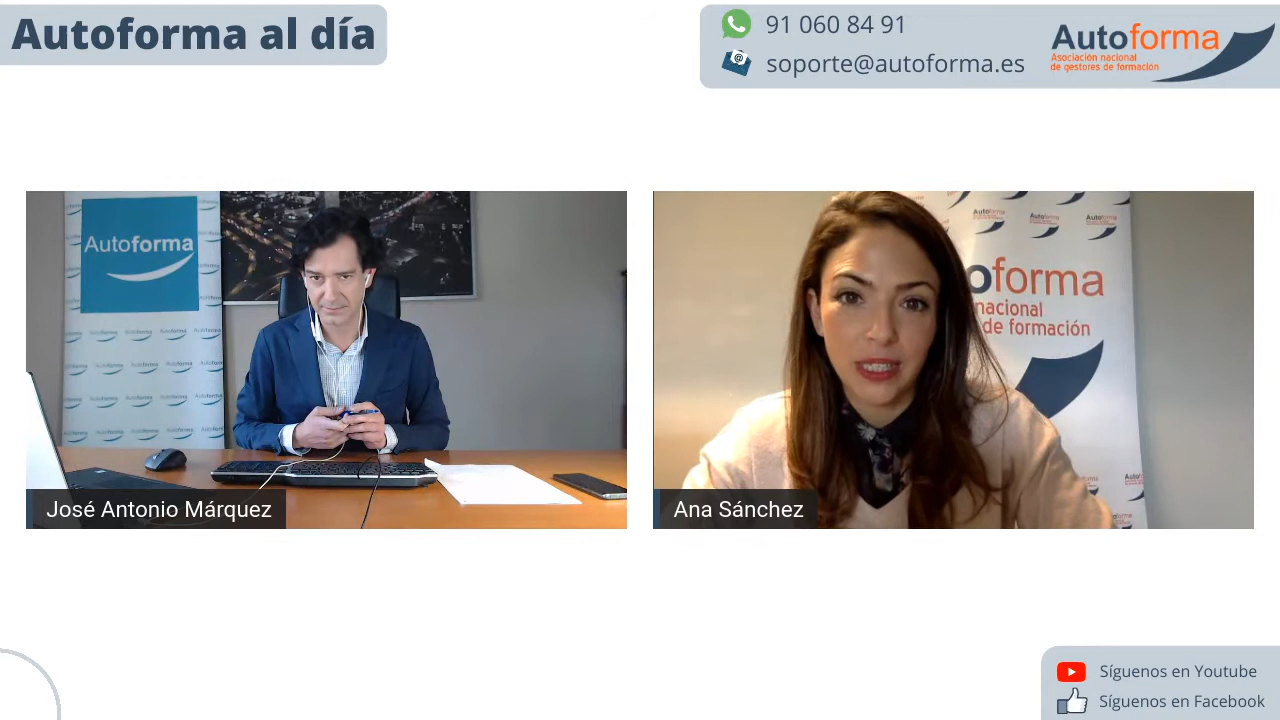 Autoforma al día
91 060 84 91
soporte@autoforma.es
Autoforma
Asociación nacional
de gestores de formación
Autoforma
oforma
nacional
de formación
José Antonio Márquez
Ana Sánchez
Síguenos en Youtube
Síguenos en Facebook